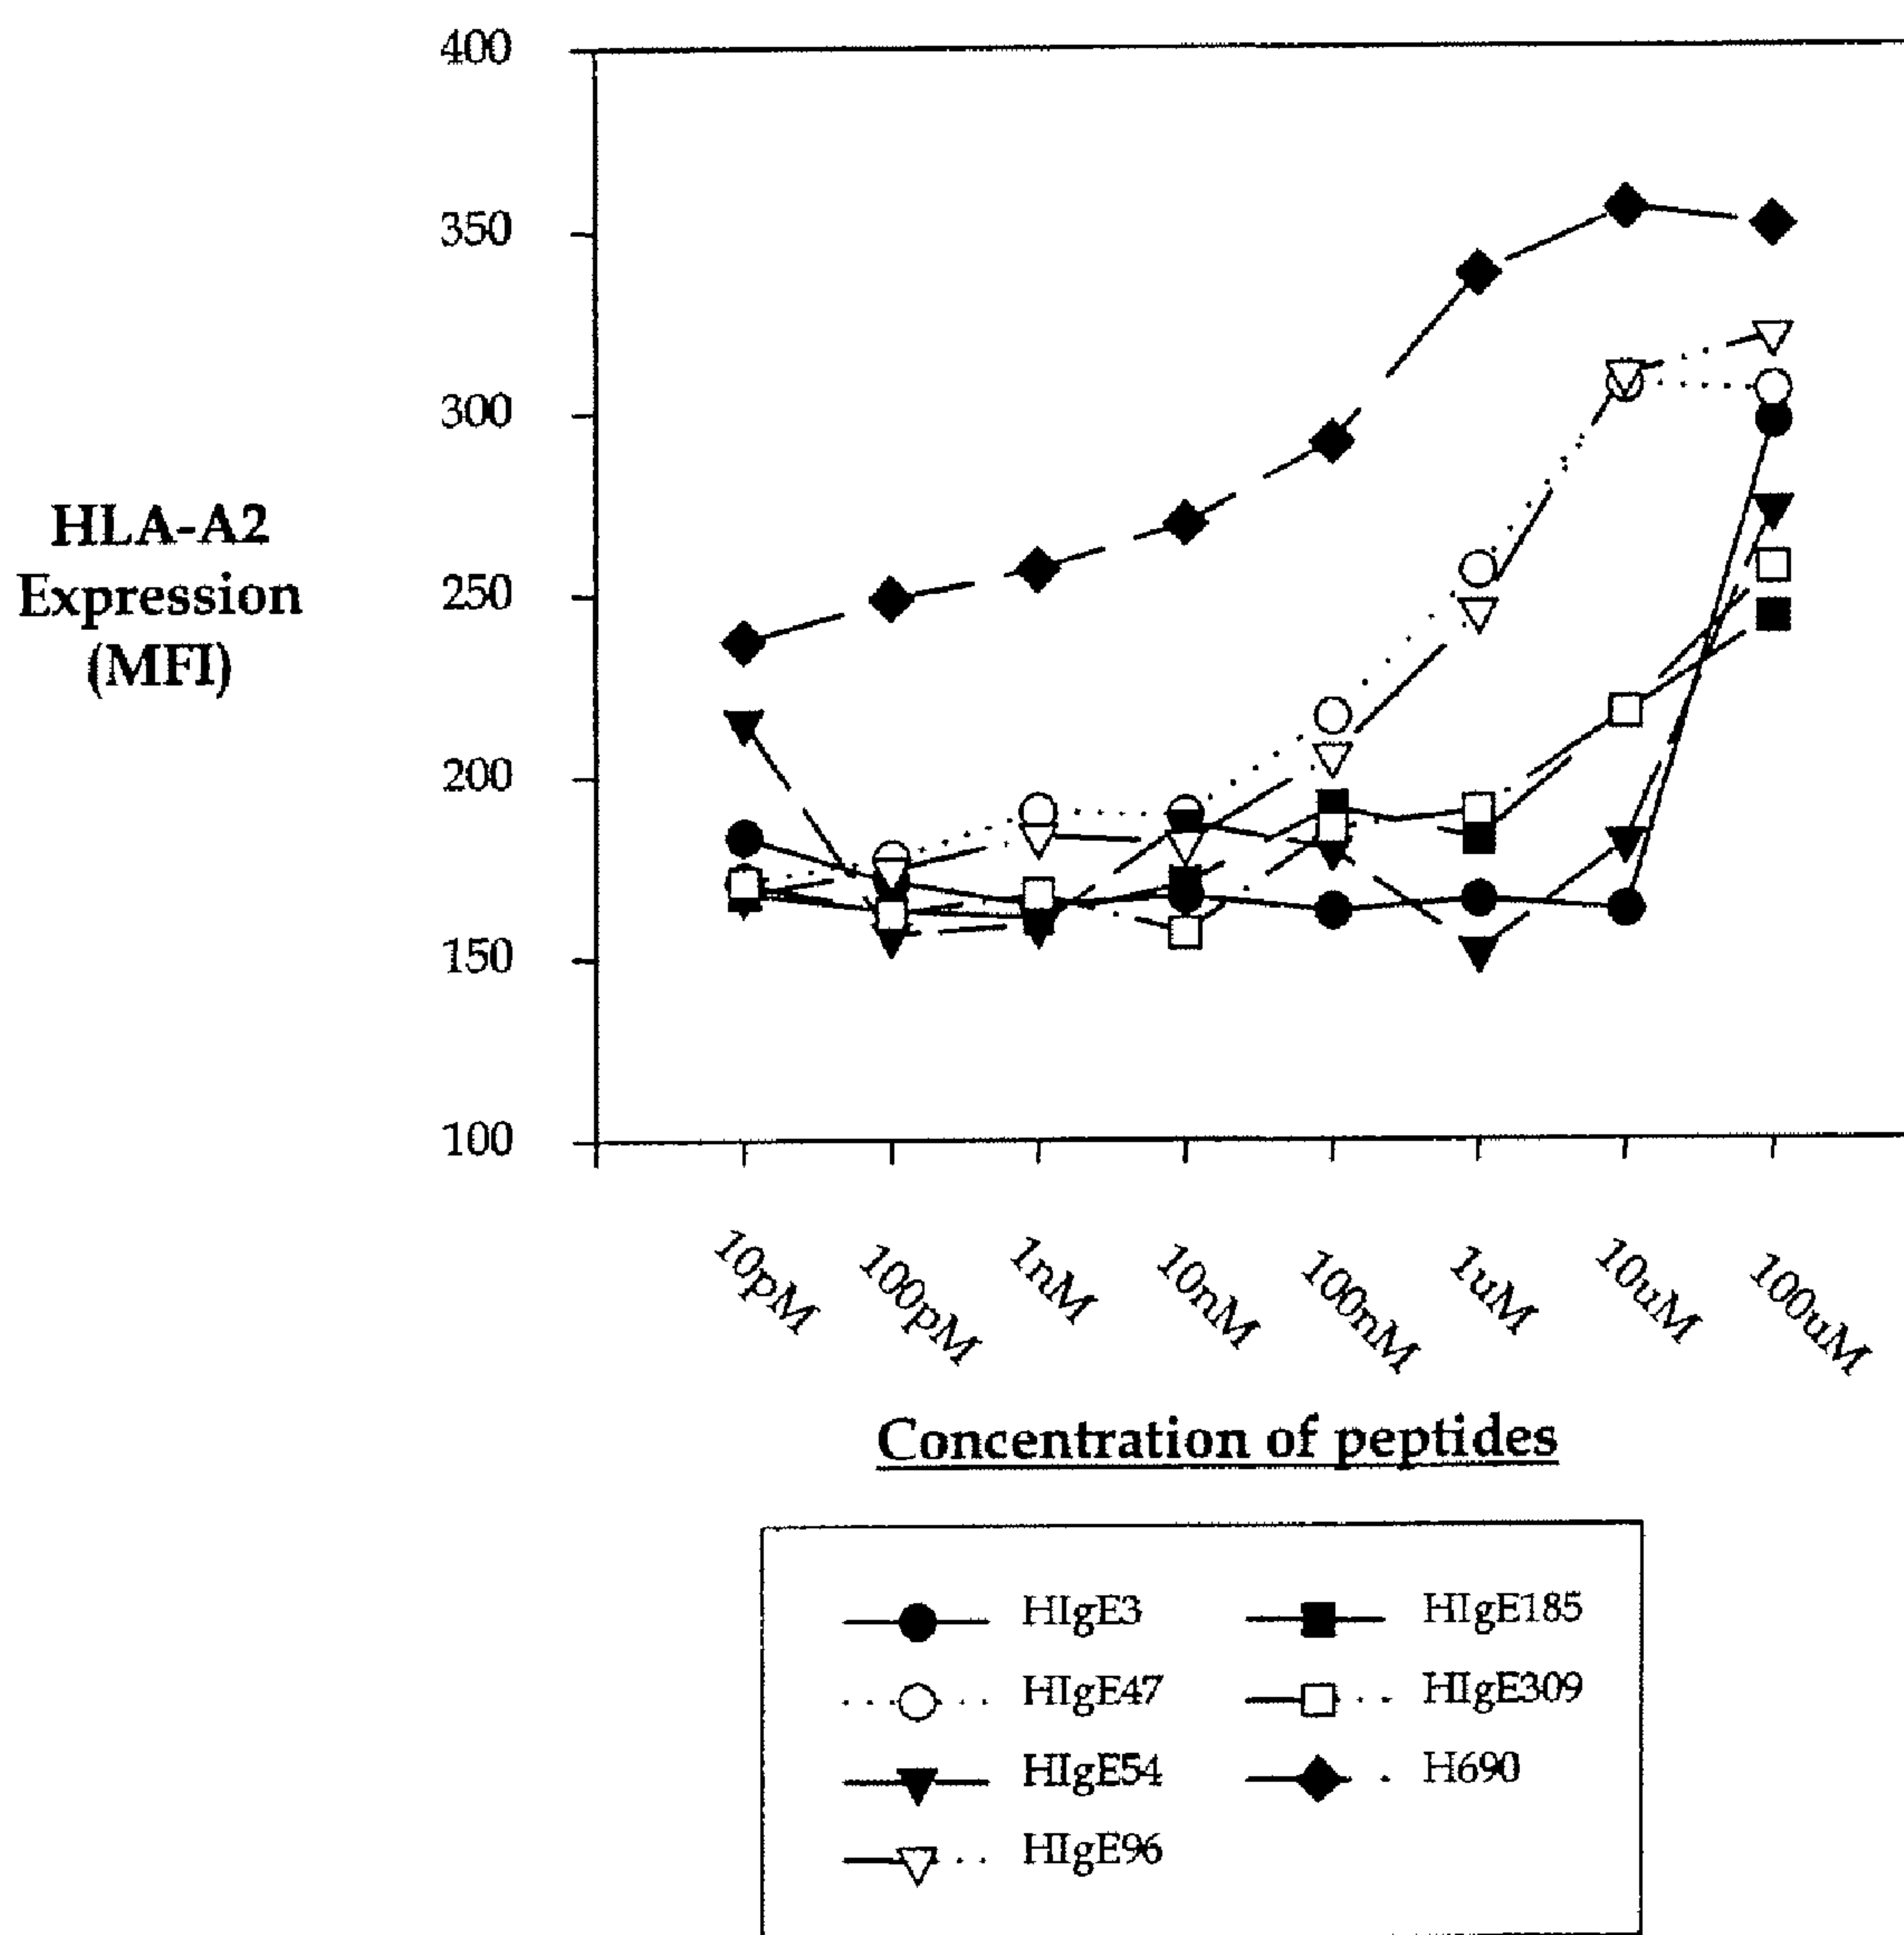 400
350
300
250
200
150
100
HLA-A2
Expression
(MFI)
10pM
100pM
1nM
10nM
100nM
1uM
10uM
100uM
Concentration of peptides
HIgE3
HIgE47
HIgE54
HIgE96
HIgE185
HIgE309
H690